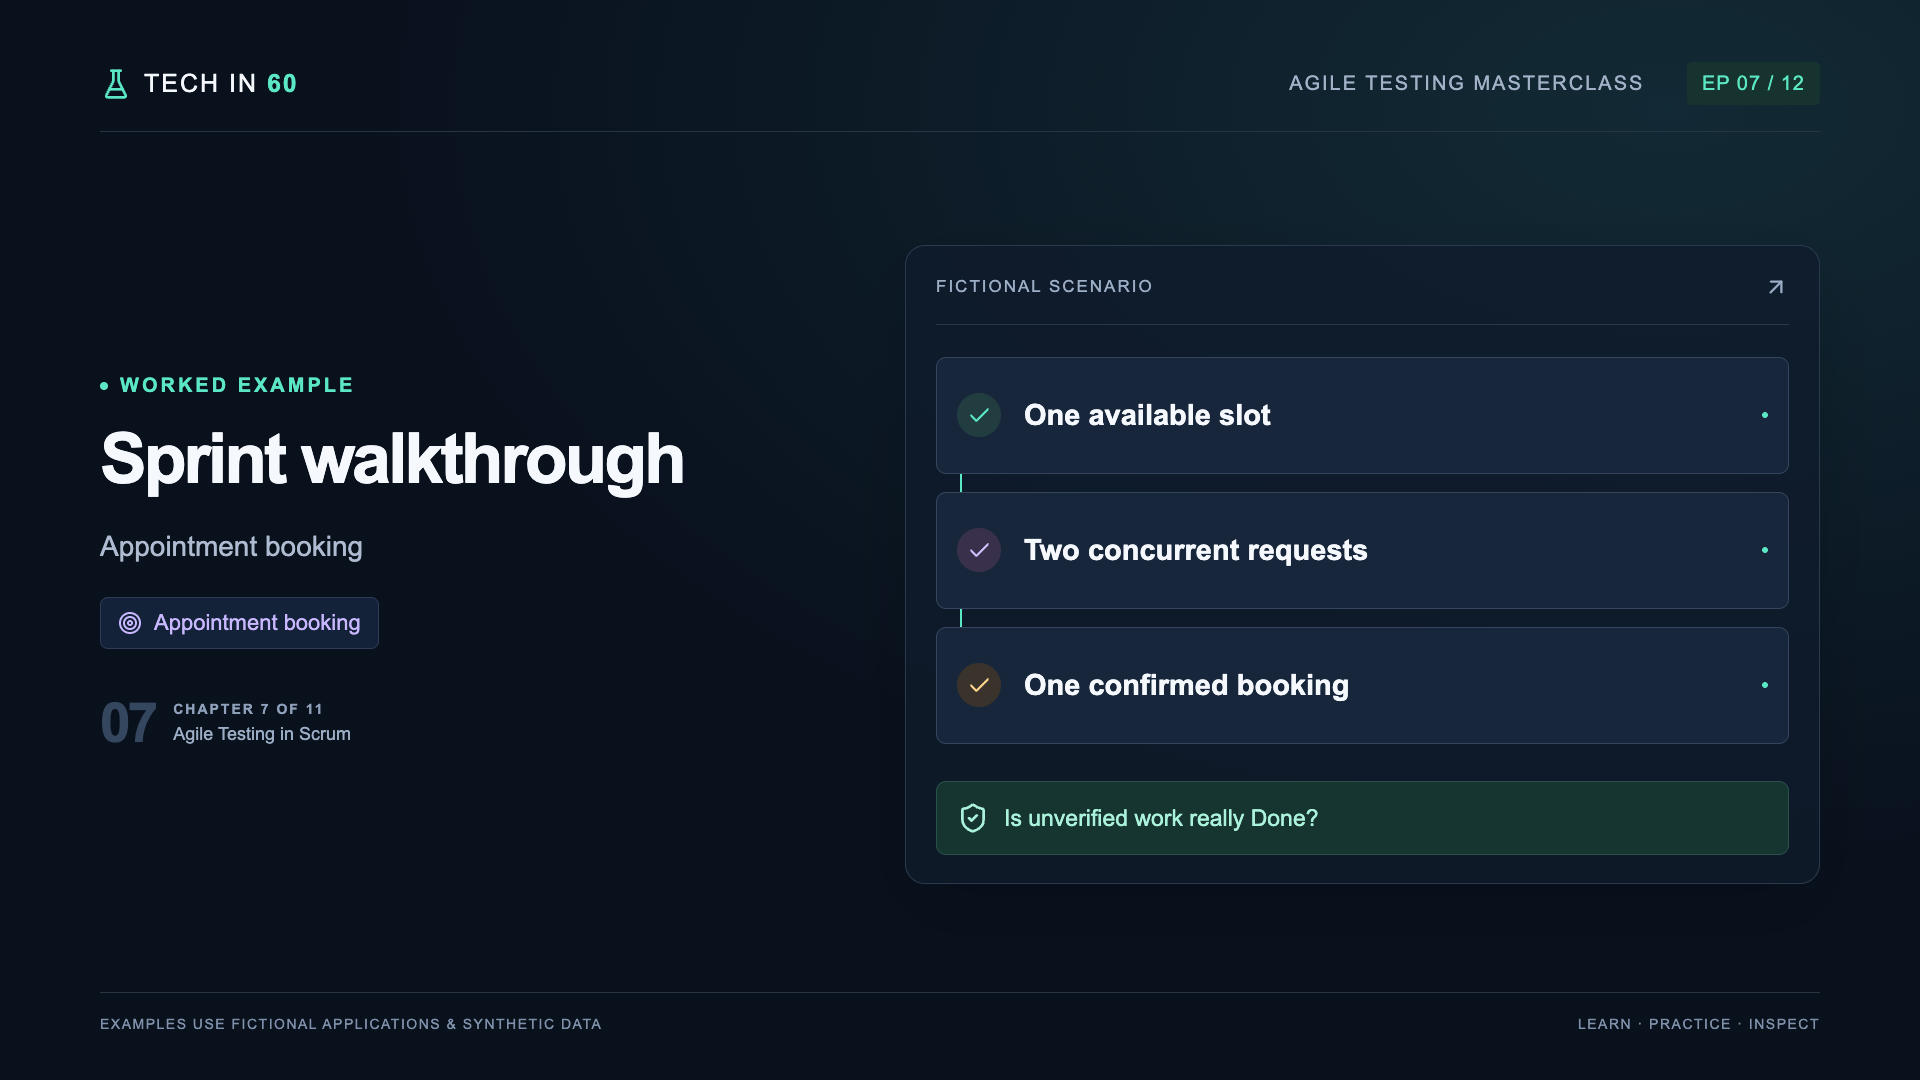 TECH IN 60
AGILE TESTING MASTERCLASS
EP 07 / 12
WORKED EXAMPLE
Sprint walkthrough
Appointment booking
Appointment booking
07
CHAPTER 7 OF 11
Agile Testing in Scrum
FICTIONAL SCENARIO
One available slot
Two concurrent requests
One confirmed booking
Is unverified work really Done?
EXAMPLES USE FICTIONAL APPLICATIONS & SYNTHETIC DATA
LEARN · PRACTICE · INSPECT